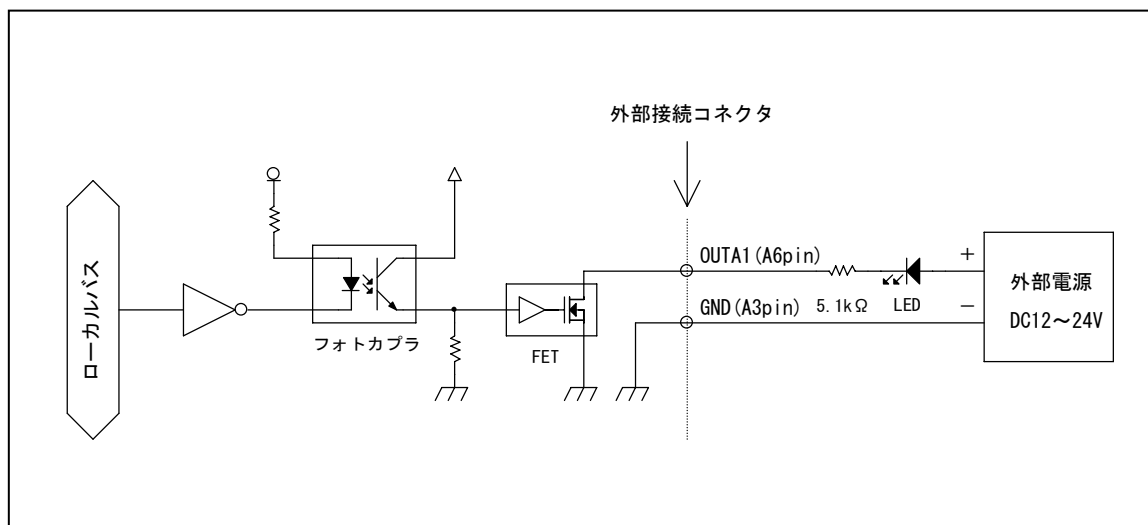 外部接続コネクタ
ローカルバス
フォトカプラ
FET
OUTA1(A6pin)
GND(A3pin)
5.1kΩ
LED
+
−
外部電源
DC12～24V